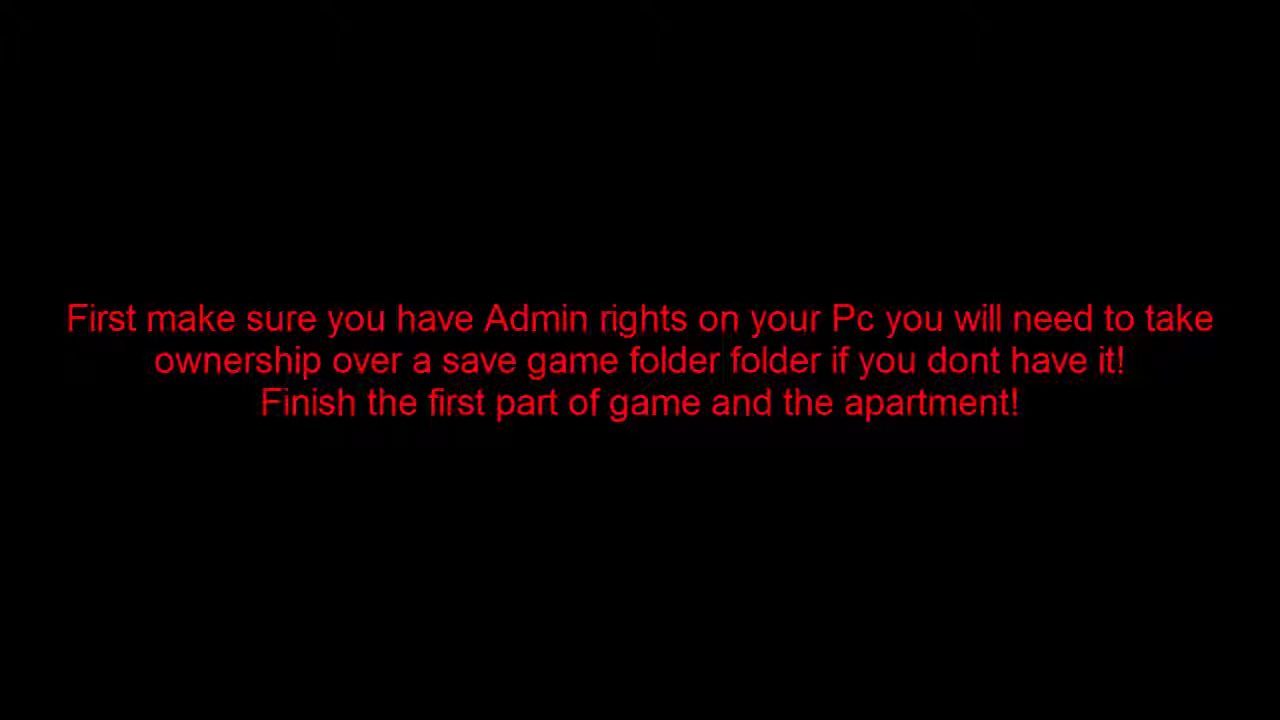 First make sure you have Admin rights on your Pc you will need to take
ownership over a save game folder folder if you dont have it!
Finish the first part of game and the apartment!